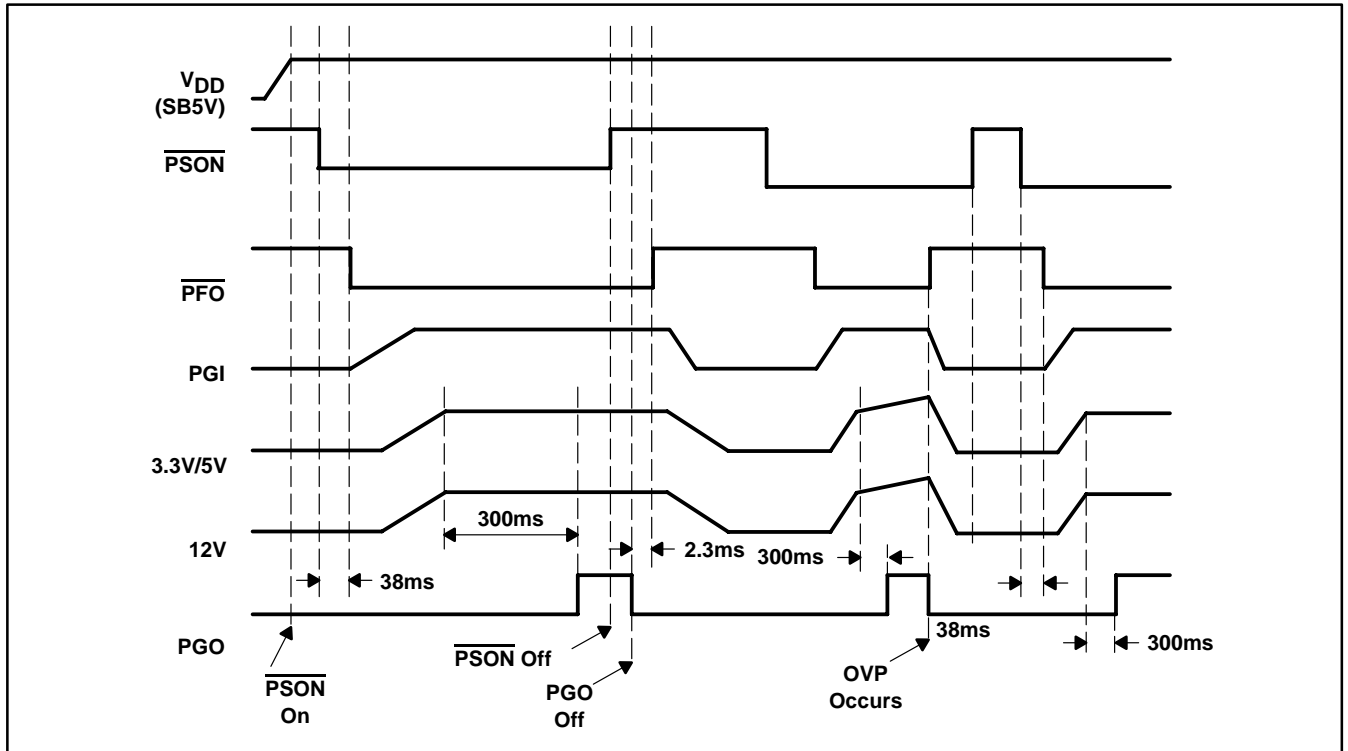 VDD
(SB5V)
PSON
PFO
PGI
3.3V/5V
300ms
12V
2.3ms
300ms
38ms
PGO
PSON Off
38ms
300ms
PSON
On
PGO
Off
OVP
Occurs